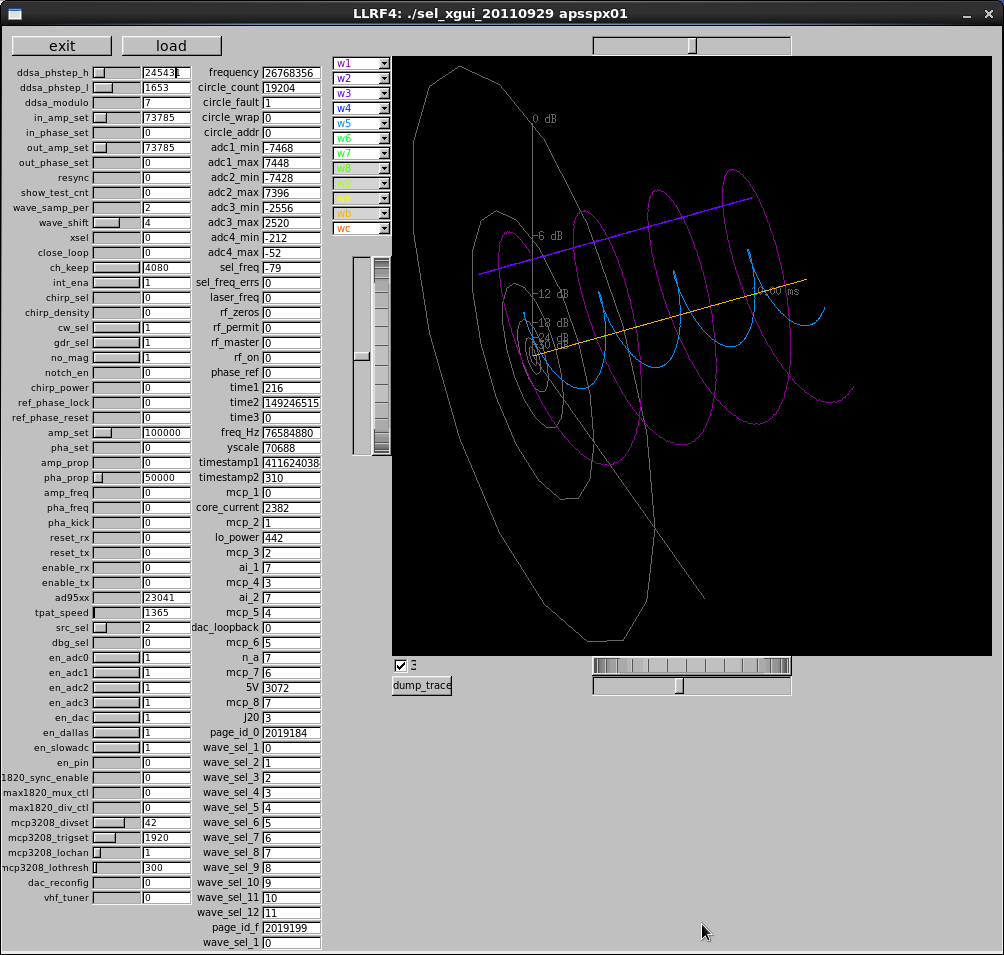 LLRF4: ./sel_xgui_20110929 apsspx01
exit load
ddsa_phstep_h 245431
ddsa_phstep_l 1653
ddsa_modulo 7
in_amp_set 73785
in_phase_set 0
out_amp_set 73785
out_phase_set 0
resync 0
show_test_cnt 0
wave_samp_per 2
wave_shift 4
xsel 0
close_loop 0
ch_keep 4080
int_ena 1
chirp_sel 0
chirp_density 0
cw_sel 1
gdr_sel 1
no_mag 1
notch_en 0
chirp_power 0
ref_phase_lock 0
ref_phase_reset 0
amp_set 100000
pha_set 0
amp_prop 0
pha_prop 50000
amp_freq 0
pha_freq 0
pha_kick 0
reset_rx 0
reset_tx 0
enable_rx 0
enable_tx 0
ad95xx 23041
tpat_speed 1365
src_sel 2
dbg_sel 0
en_adc0 1
en_adc1 1
en_adc2 1
en_adc3 1
en_dac 1
en_dallas 1
en_slowadc 1
en_pin 0
1820_sync_enable 0
max1820_mux_ctl 0
max1820_div_ctl 0
mcp3208_divset 42
mcp3208_trigset 1920
mcp3208_lochan 1
mcp3208_lothresh 300
dac_reconfig 0
vhf_tuner 0
frequency 26768356
circle_count 19204
circle_fault 1
circle_wrap 0
circle_addr 0
adc1_min -7468
adc1_max 7448
adc2_min -7428
adc2_max 7396
adc3_min -2556
adc3_max 2520
adc4_min -212
adc4_max -52
sel_freq -79
sel_freq_errs 0
laser_freq 0
rf_zeros 0
rf_permit 0
rf_master 0
rf_on 0
phase_ref 0
time1 216
time2 149246515
time3 0
freq_Hz 76584880
yscale 70688
timestamp1 411624038
timestamp2 310
mcp_1 0
core_current 2382
mcp_2 1
lo_power 442
mcp_3 2
ai_1 7
mcp_4 3
ai_2 7
mcp_5 4
dac_loopback 0
mcp_6 5
n_a 7
mcp_7 6
5V 3072
mcp_8 7
J20 3
page_id_0 2019184
wave_sel_1 0
wave_sel_2 1
wave_sel_3 2
wave_sel_4 3
wave_sel_5 4
wave_sel_6 5
wave_sel_7 6
wave_sel_8 7
wave_sel_9 8
wave_sel_10 9
wave_sel_11 10
wave_sel_12 11
page_id_f 2019199
wave_sel_1 0
w1
w2
w3
w4
w5
w6
w7
w8
wb
wc
0 dB
-6 dB
-12 dB
-18 dB
-24 dB
-30 dB
0.00 ms
dump_trace